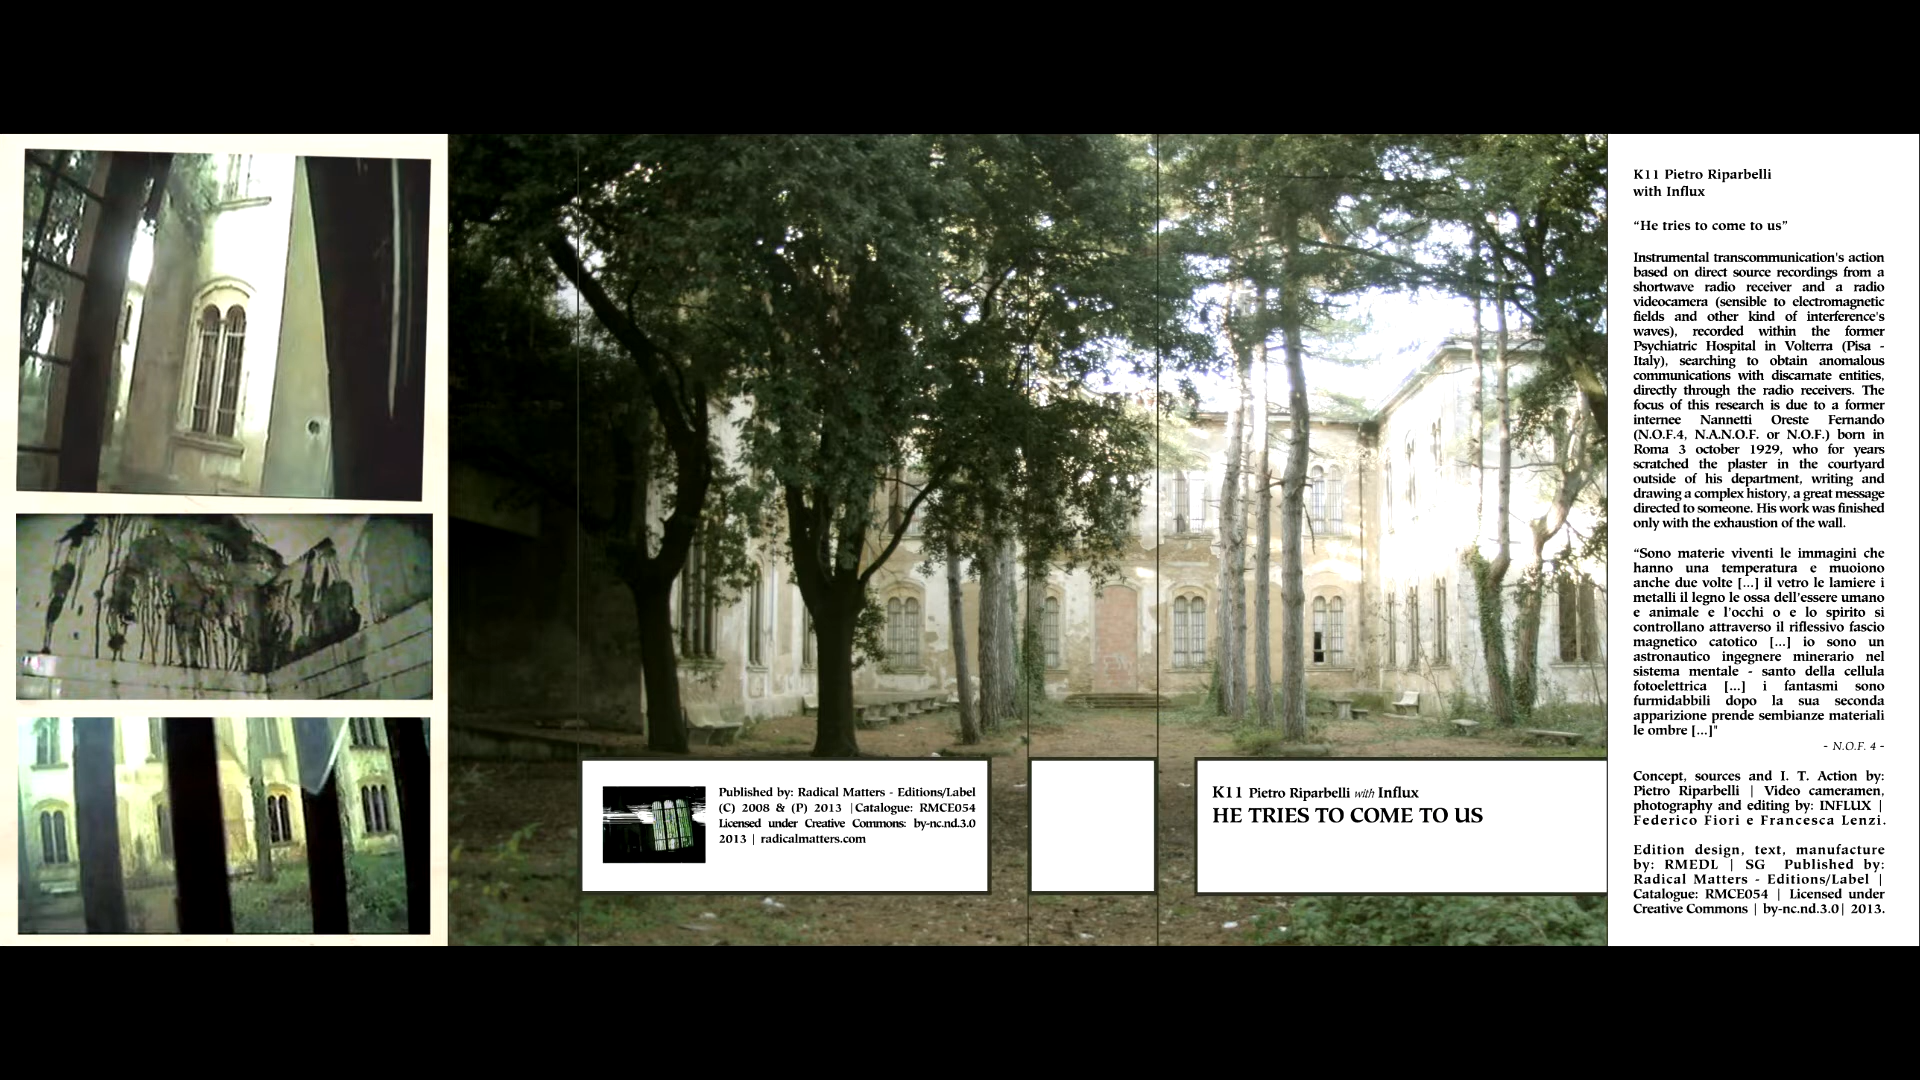 Published by: Radical Matters - Editions/Label
(C) 2008 & (P) 2013 |Catalogue: RMCE054
Licensed under Creative Commons: by-nc.nd.3.0
2013 | radicalmatters.com
K11 Pietro Riparbelli with Influx
HE TRIES TO COME TO US
K11 Pietro Riparbelli
with Influx
“He tries to come to us”
Instrumental transcommunication's action
based on direct source recordings from a
shortwave radio receiver and a radio
videocamera (sensible to electromagnetic
fields and other kind of interference's
waves), recorded within the former
Psychiatric Hospital in Volterra (Pisa -
Italy), searching to obtain anomalous
communications with discarnate entities,
directly through the radio receivers. The
focus of this research is due to a former
internee Nannetti Oreste Fernando
(N.O.F.4, N.A.N.O.F. or N.O.F.) born in
Roma 3 october 1929, who for years
scratched the plaster in the courtyard
outside of his department, writing and
drawing a complex history, a great message
directed to someone. His work was finished
only with the exhaustion of the wall.
“Sono materie viventi le immagini che
hanno una temperatura e muoiono
anche due volte [...] il vetro le lamiere i
metalli il legno le ossa dell'essere umano
e animale e l'occhi o e lo spirito si
controllano attraverso il riflessivo fascio
magnetico catotico [...] io sono un
astronautico ingegnere minerario nel
sistema mentale - santo della cellula
fotoelettrica [...] i fantasmi sono
furmidabbili dopo la sua seconda
apparizione prende sembianze materiali
le ombre [...]"
- N.O.F. 4 -
Concept, sources and I. T. Action by:
Pietro Riparbelli | Video cameramen,
photography and editing by: INFLUX |
Federico Fiori e Francesca Lenzi.
Edition design, text, manufacture
by: RMEDL | SG Published by:
Radical Matters - Editions/Label |
Catalogue: RMCE054 | Licensed under
Creative Commons | by-nc.nd.3.0| 2013.